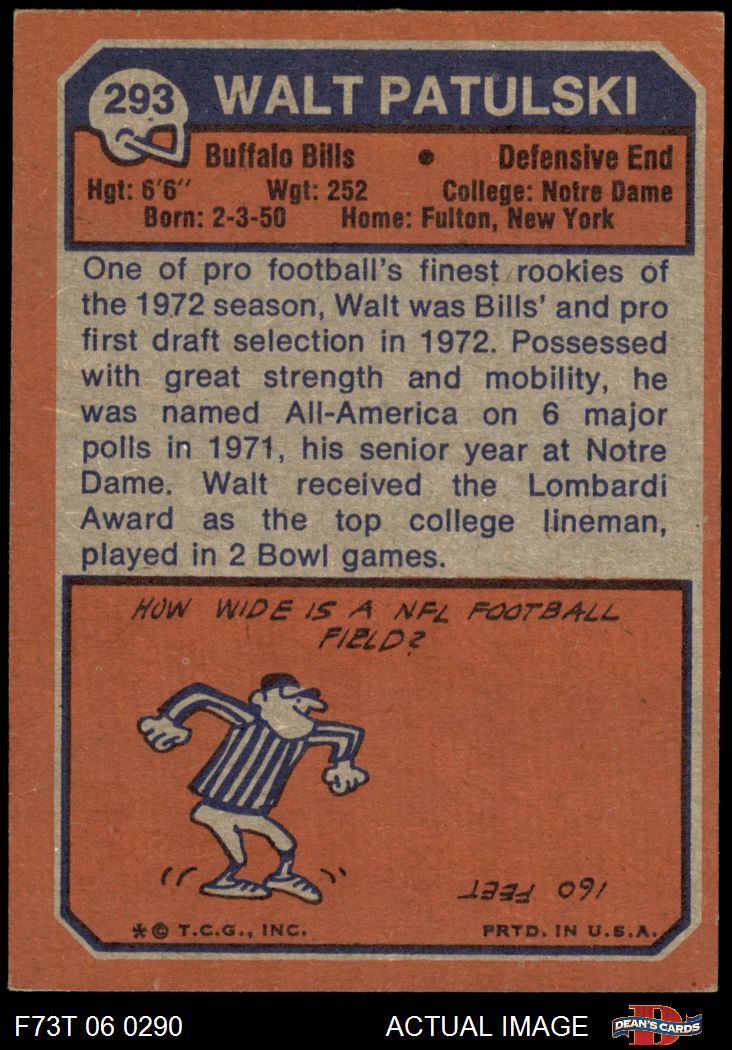 293 WALT PATULSKI
Buffalo Bills • Defensive End
Hgt: 6'6" Wgt: 252 College: Notre Dame
Born: 2-3-50 Home: Fulton, New York
One of pro football's finest rookies of
the 1972 season, Walt was Bills' and pro
first draft selection in 1972. Possessed
with great strength and mobility, he
was named All-America on 6 major
polls in 1971, his senior year at Notre
Dame. Walt received the Lombardi
Award as the top college lineman,
played in 2 Bowl games.
HOW WIDE IS A NFL FOOTBALL
FIELD?
160 FEET
*© T.C.G., INC. PRTD. IN U.S.A.
F73T 06 0290 ACTUAL IMAGE DEAN'S CARDS